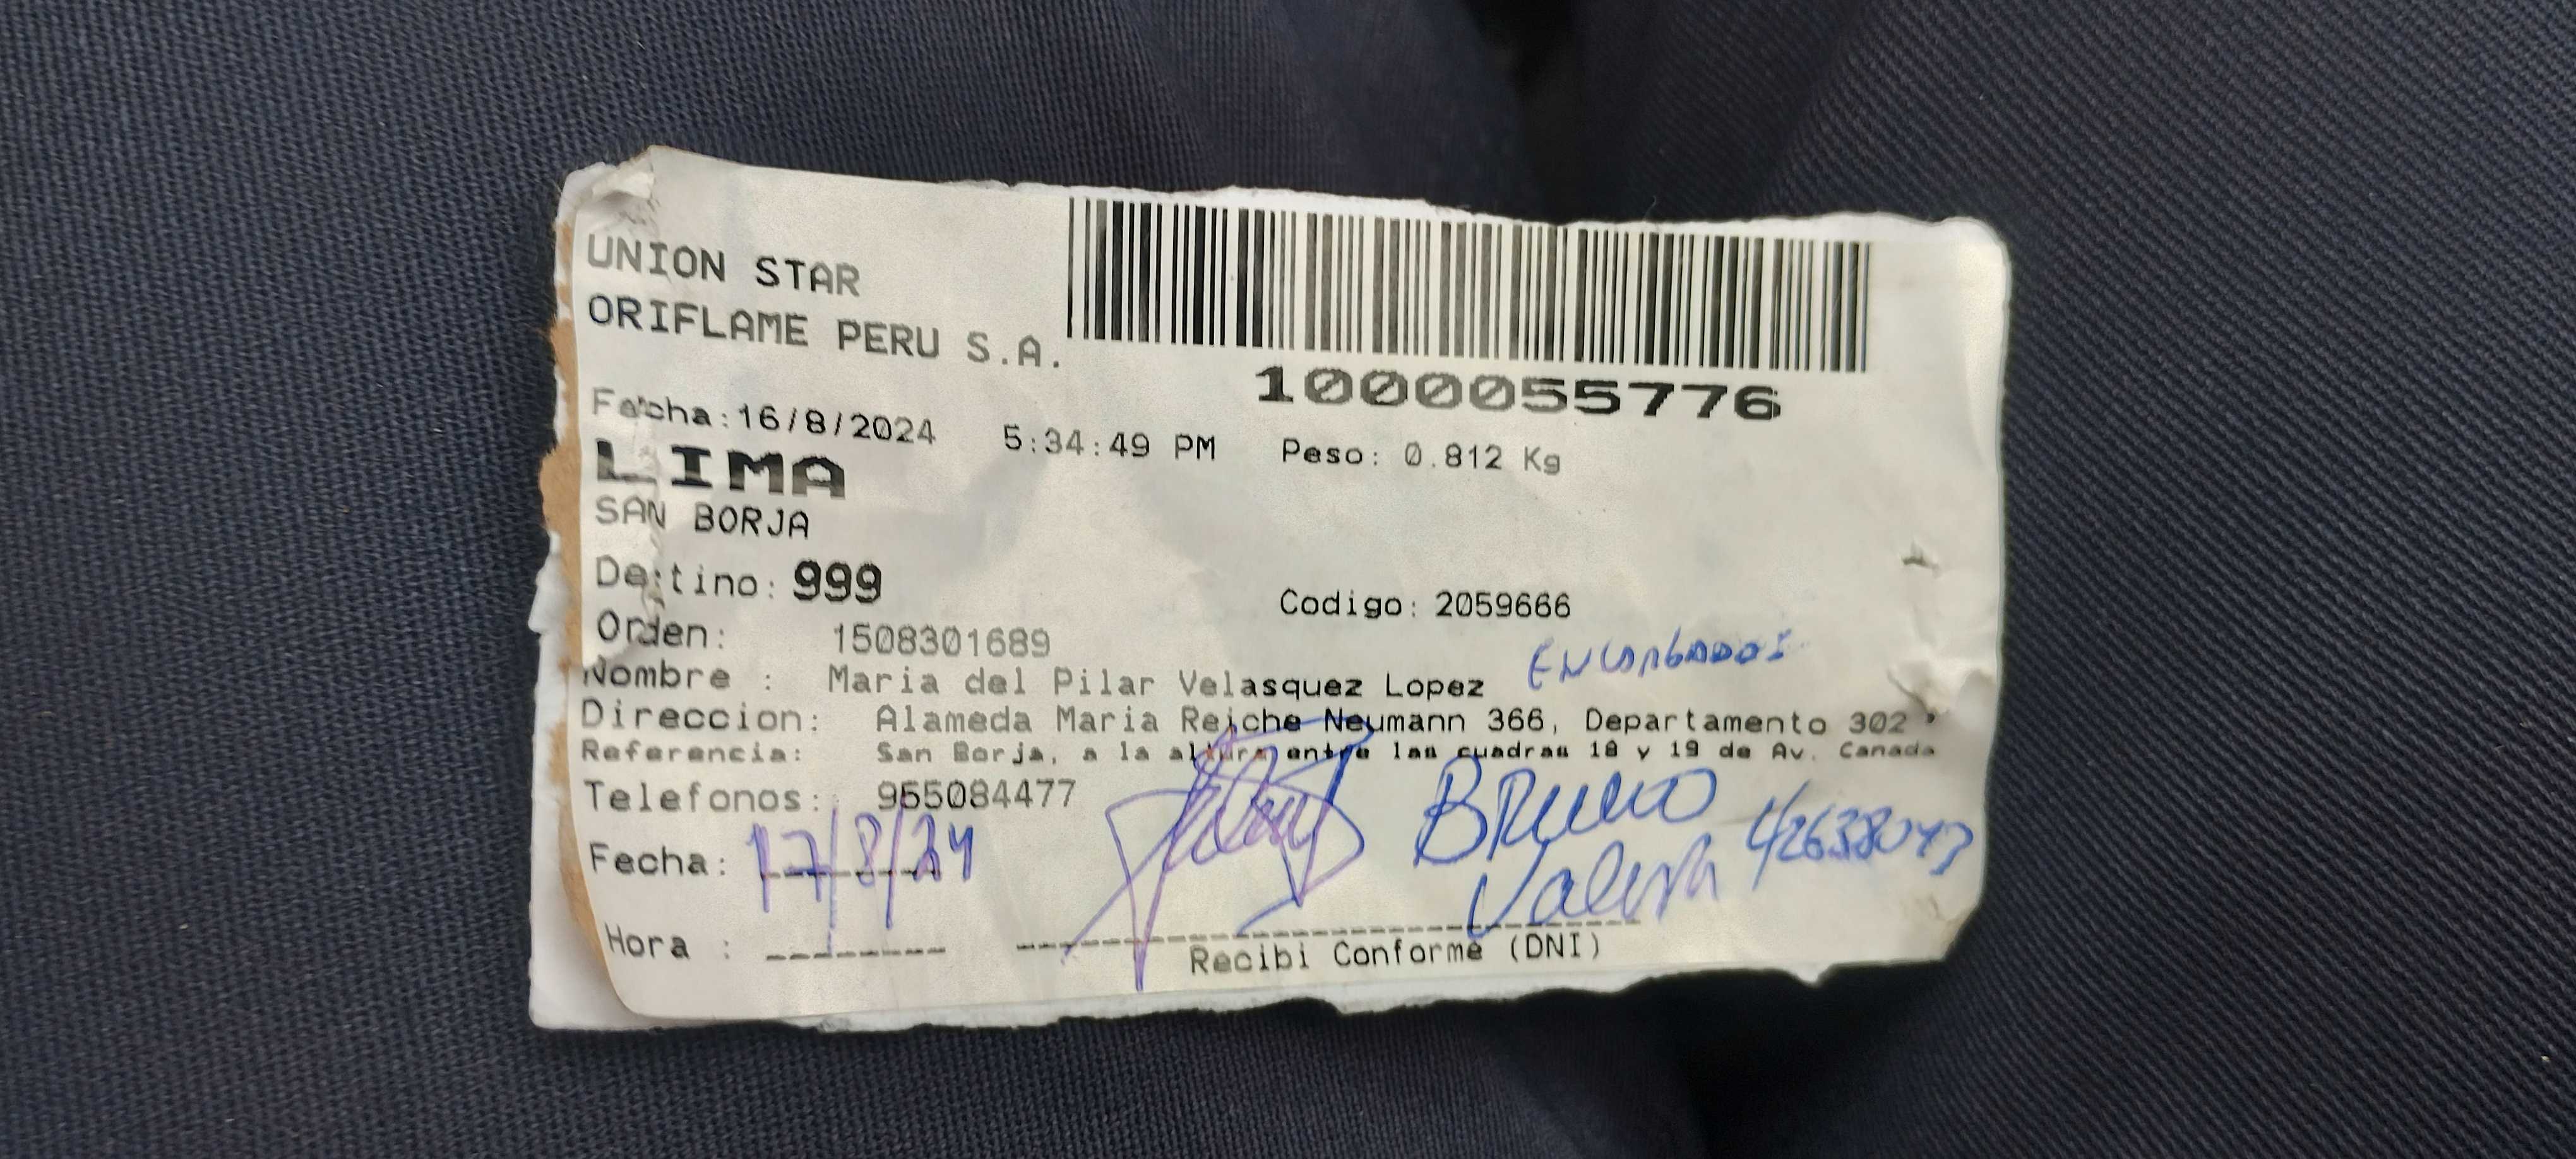 UNION STAR
ORIFLAME PERU S.A.
1000055776
Fecha:16/8/2024 5:34:49 PM Peso: 0.812 Kg
LIMA
SAN BORJA
Destino: 999 Codigo: 2059666
Orden: 1508301689
Nombre : Maria del Pilar Velasquez Lopez
Direccion: Alameda Maria Reiche Neumann 366, Departamento 302
Referencia: San Borja, a la altura entre las cuadras 18 y 19 de Av. Canada
Telefonos: 955084477
Bruno
Fecha: 17/8/24
Hora :
Recibi Conforme (DNI)